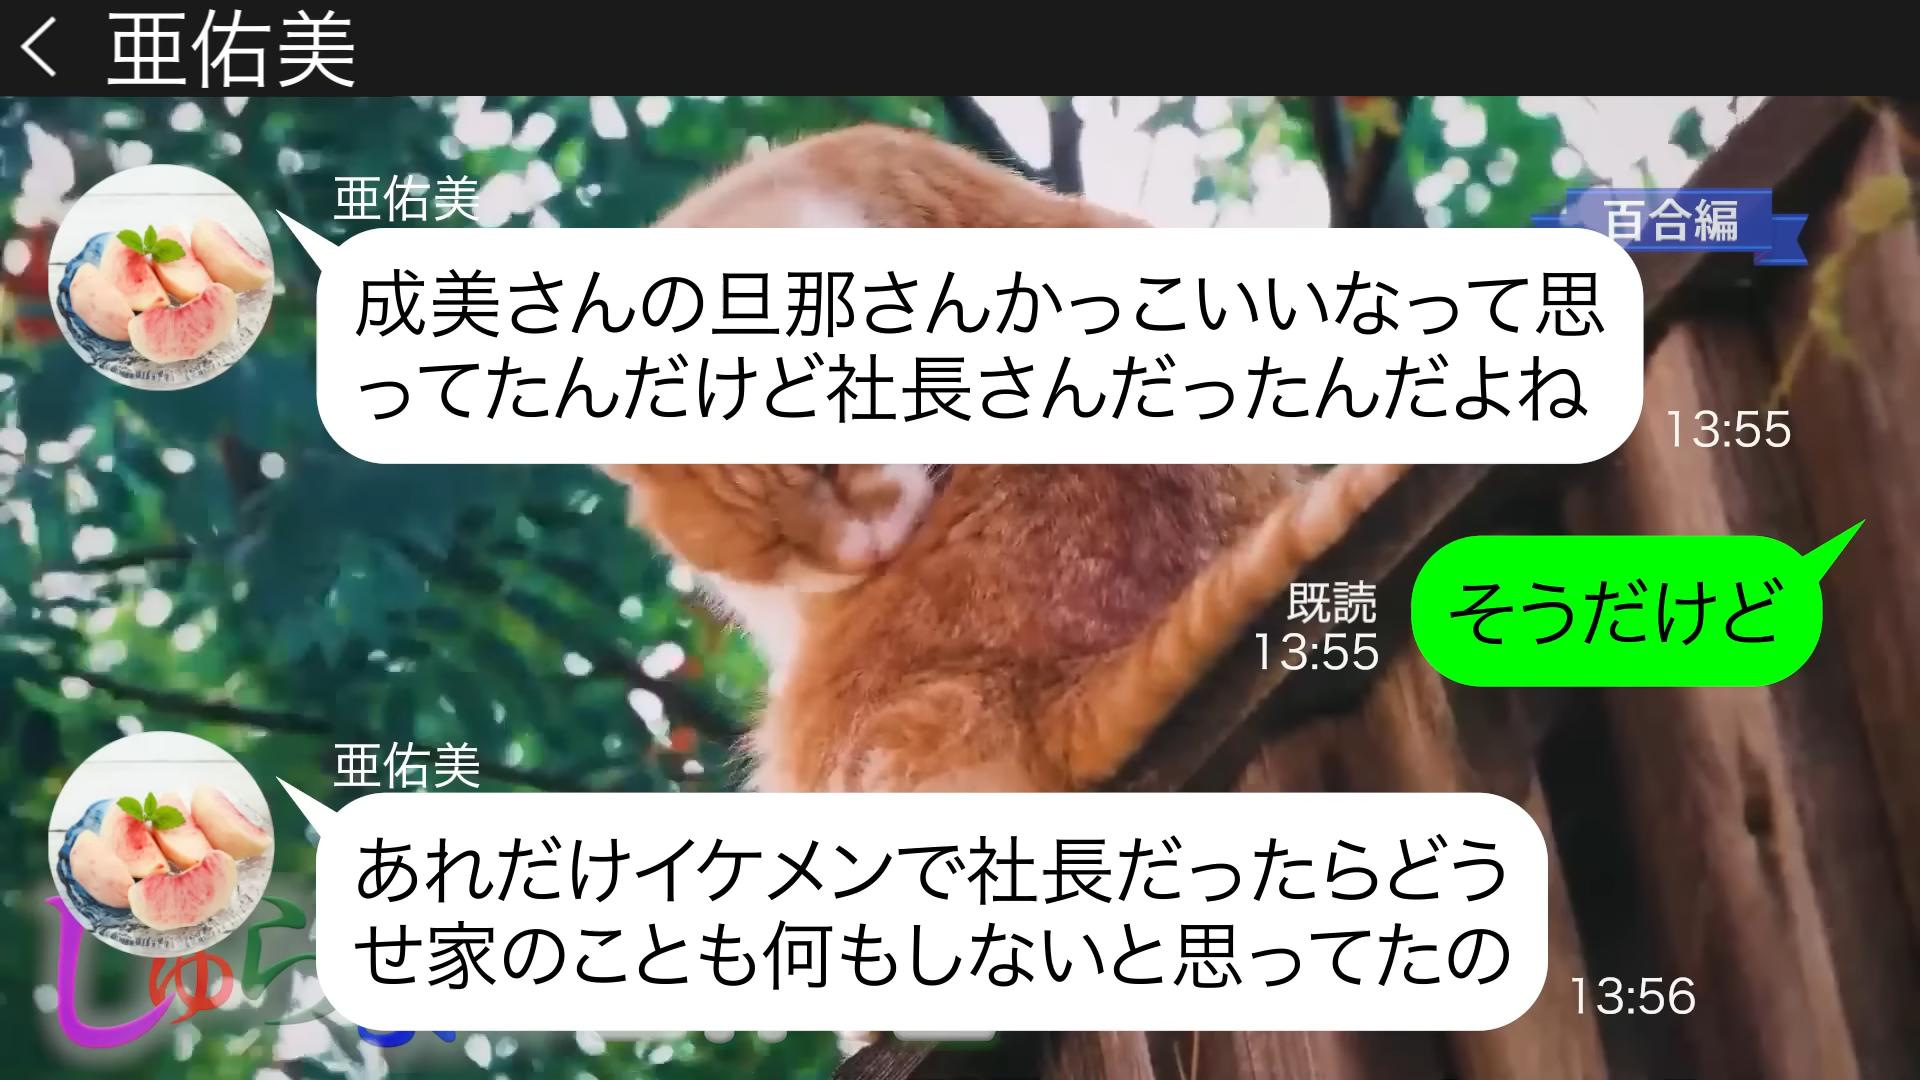 亜佑美
亜佑美
百合編
成美さんの旦那さんかっこいいなって思
ってたんだけど社長さんだったんだよね
13:55
そうだけど
既読
13:55
亜佑美
あれだけイケメンで社長だったらどう
せ家のことも何もしないと思ってたの
13:56
しゅら